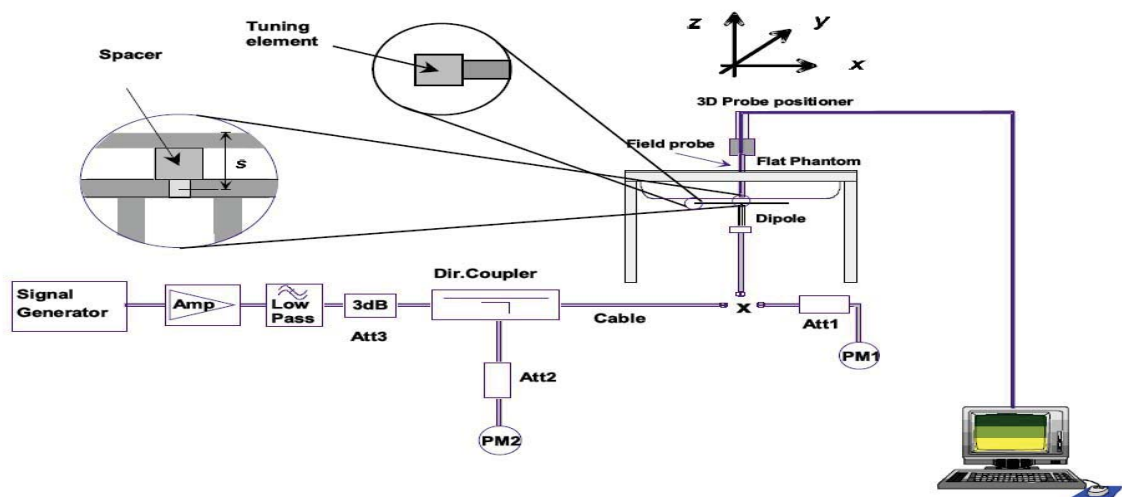 Tuning
element
Spacer
s
z
y
x
3D Probe positioner
Field probe
Flat Phantom
Dipole
Signal
Generator
Amp
Low
Pass
3dB
Att3
Dir.Coupler
Cable
x
Att1
PM1
Att2
PM2